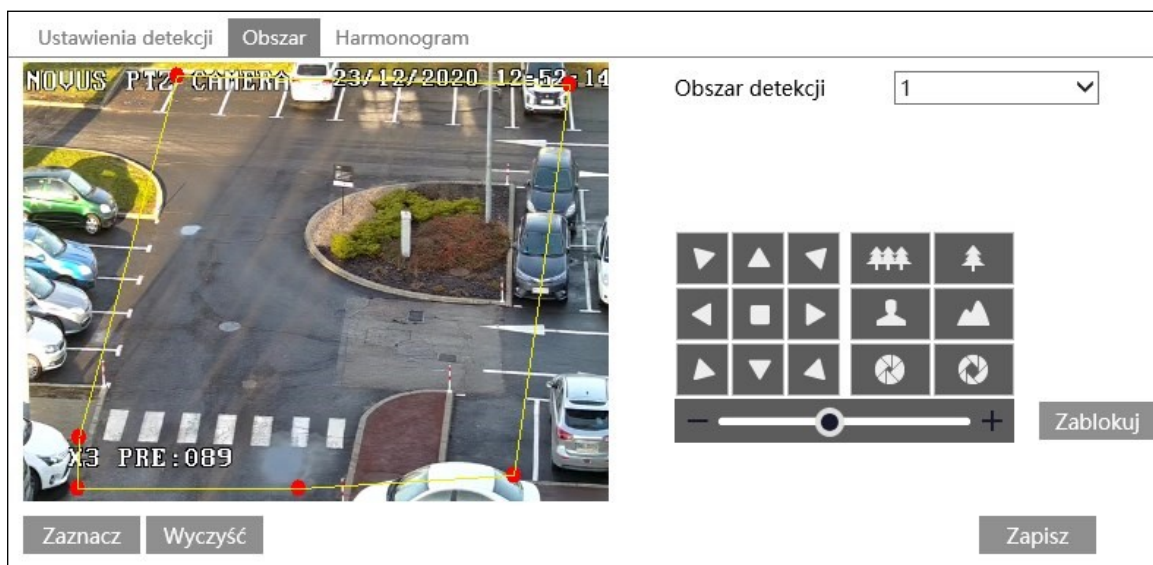 Ustawienia detekcji Obszar Harmonogram
NOVUS PTZ CAMERA 23/12/2020 12:52:14
Obszar detekcji 1
Zablokuj
X3 PRE:089
Zaznacz Wyczyść Zapisz